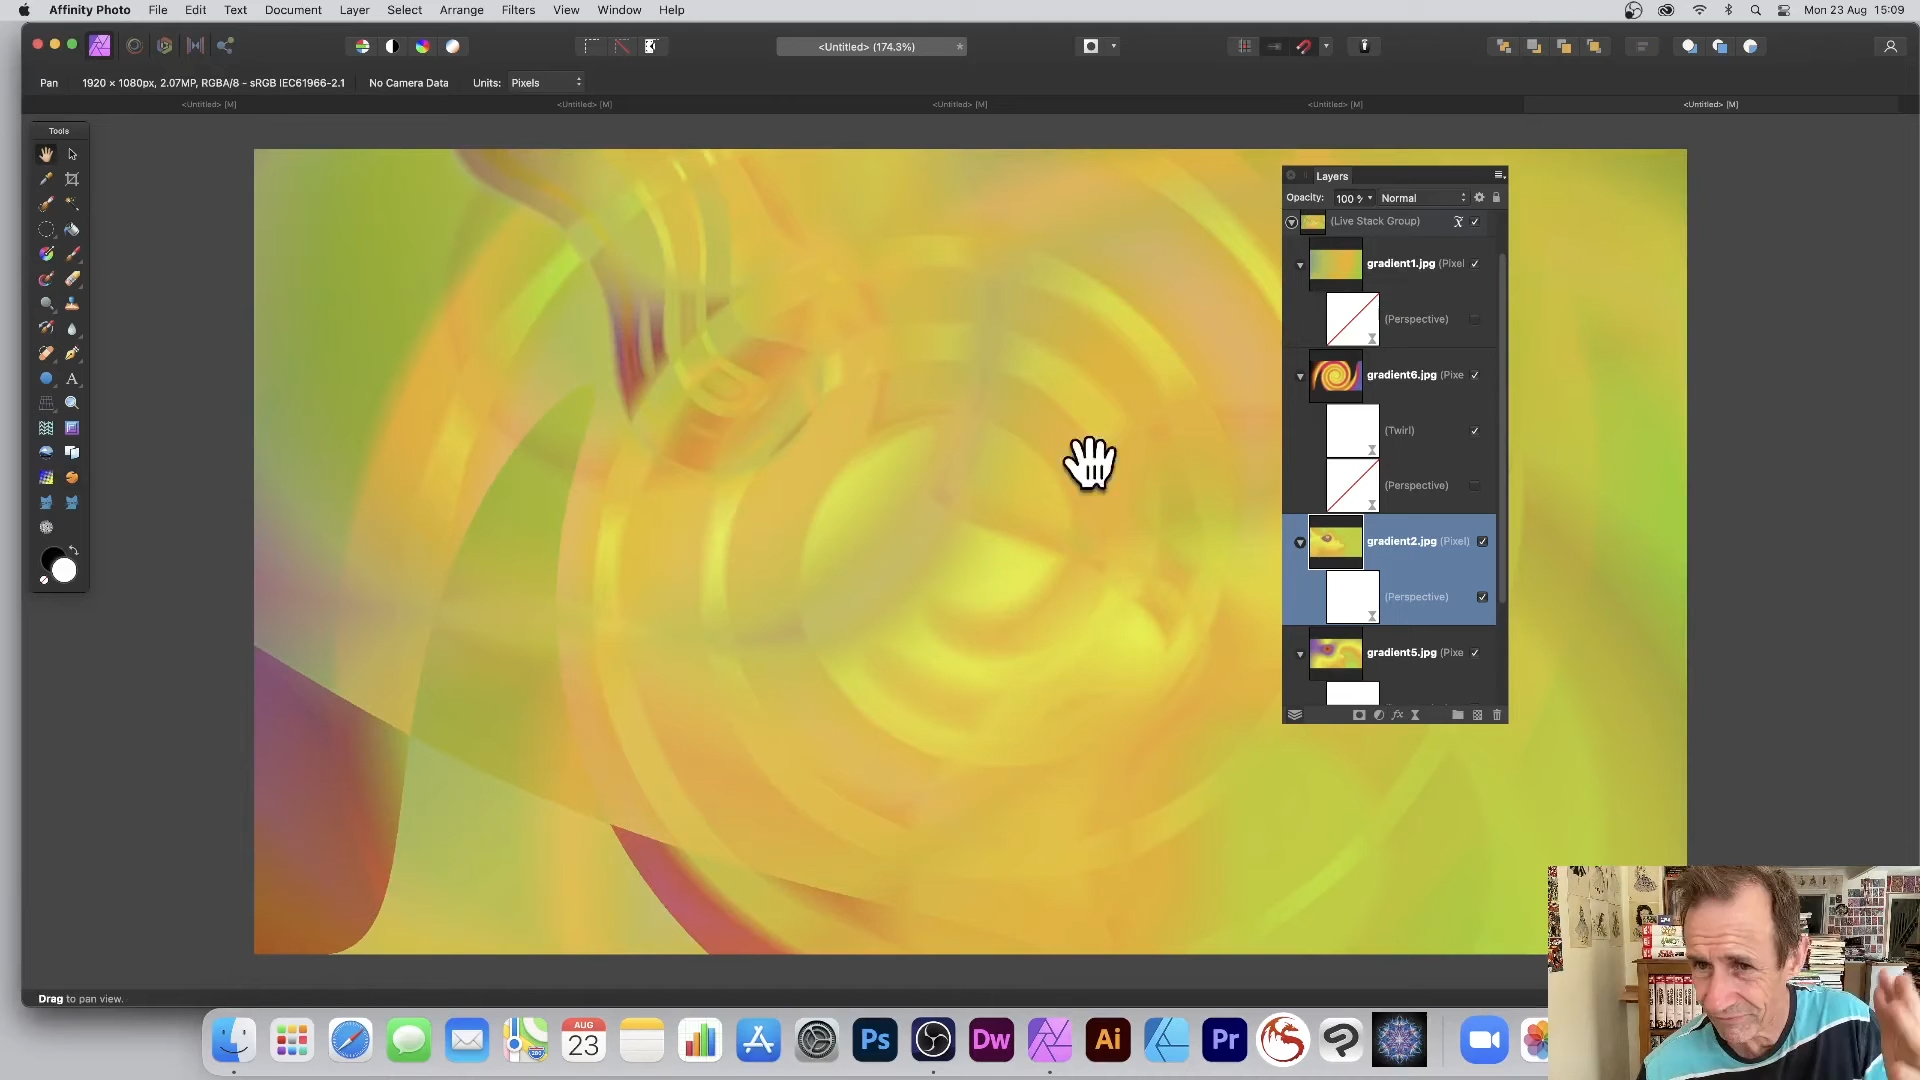 Affinity Photo File Edit Text Document Layer Select Arrange Filters View Window Help Mon 23 Aug 15:09
<Untitled> (174.3%)
Pan 1920 × 1080px, 2.07MP, RGBA/8 - sRGB IEC61966-2.1 No Camera Data Units: Pixels
<Untitled> [M] <Untitled> [M] <Untitled> [M] <Untitled> [M] <Untitled> [M]
Tools
Layers
Opacity: 100 % Normal
(Live Stack Group)
gradient1.jpg (Pixel
(Perspective)
gradient6.jpg (Pixe
(Twirl)
(Perspective)
gradient2.jpg (Pixel)
(Perspective)
gradient5.jpg (Pixe
A
fx
Drag to pan view.
AUG
23
280
Ps
Dw
Ai
Pr